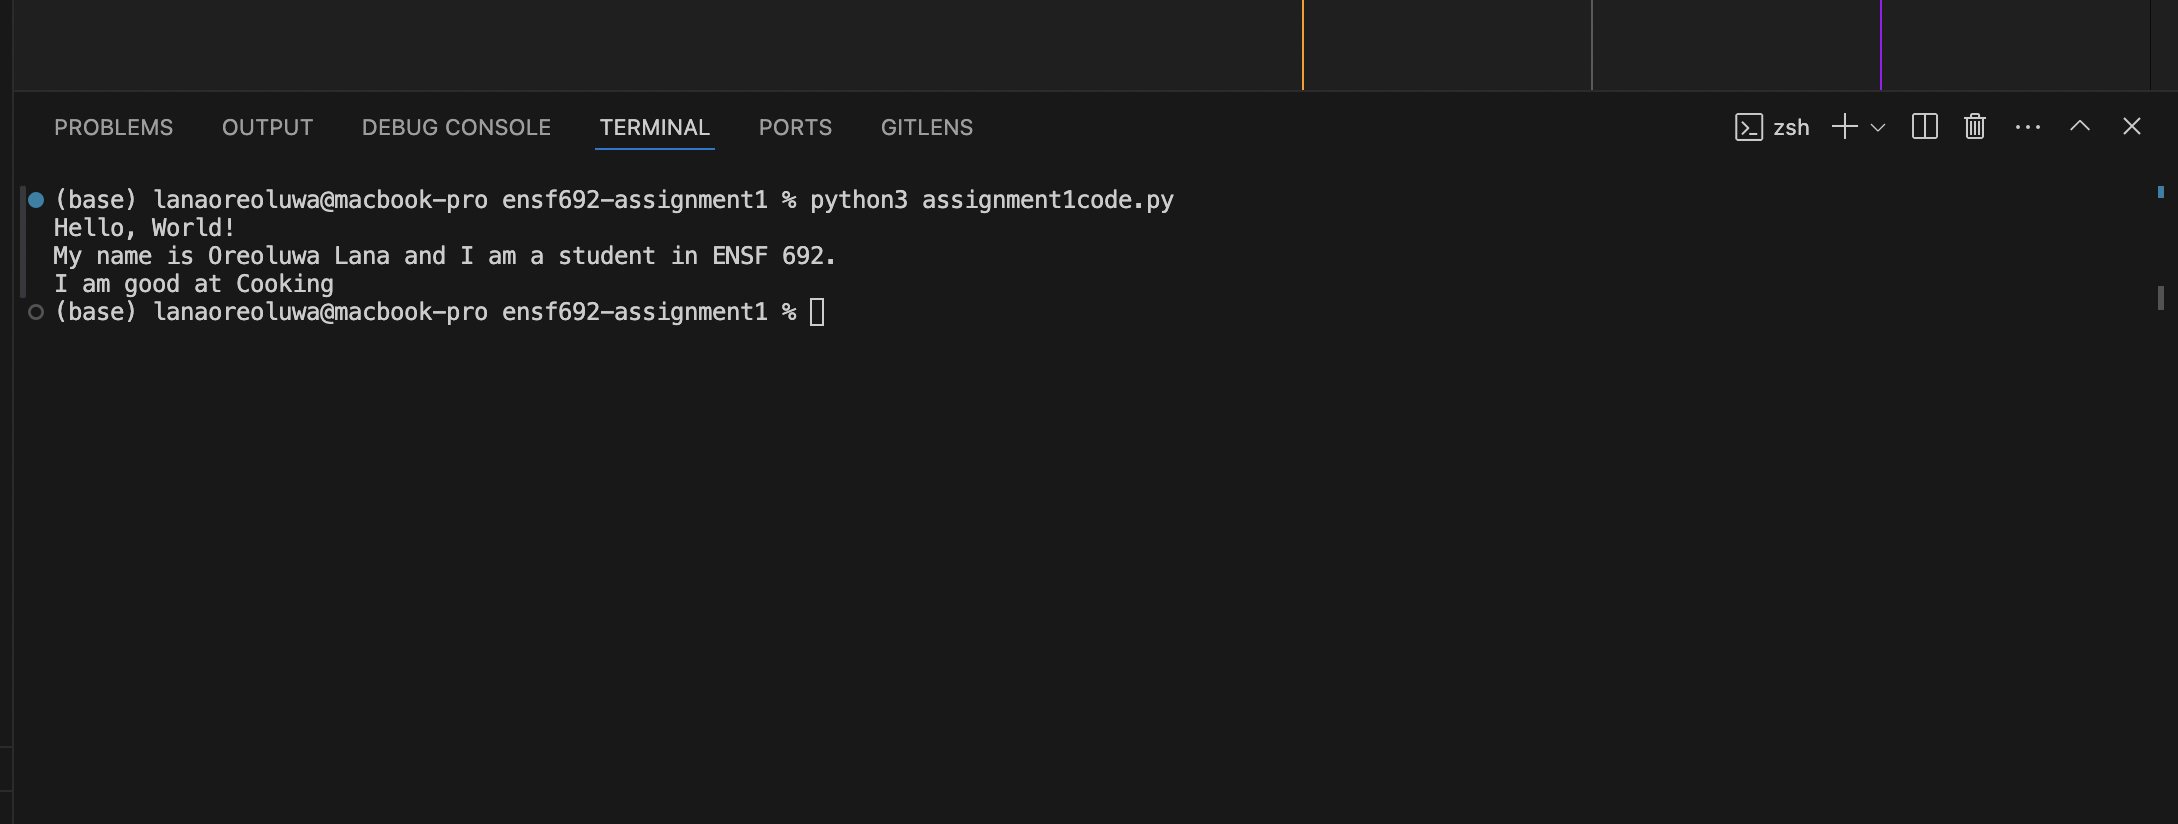 PROBLEMS OUTPUT DEBUG CONSOLE TERMINAL PORTS GITLENS zsh
(base) lanaoreoluwa@macbook-pro ensf692-assignment1 % python3 assignment1code.py
Hello, World!
My name is Oreoluwa Lana and I am a student in ENSF 692.
I am good at Cooking
(base) lanaoreoluwa@macbook-pro ensf692-assignment1 %